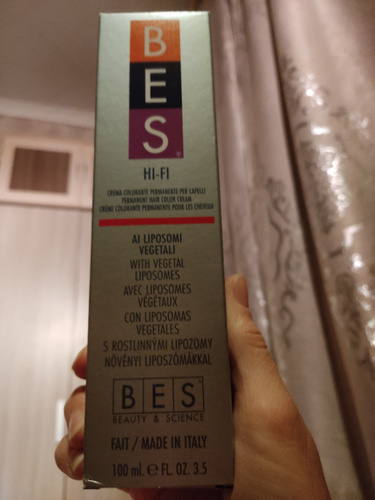 BES
HI-FI
CREMA COLORANTE PERMANENTE PER CAPELLI
PERMANENT HAIR COLOR CREAM
CRÈME COLORANTE PERMANENTE POUR LES CHEVEUX
AI LIPOSOMI
VEGETALI
WITH VEGETAL
LIPOSOMES
AVEC LIPOSOMES
VÉGÉTAUX
CON LIPOSOMAS
VEGETALES
S ROSTLINNÝMI LIPOZOMY
NÖVÉNYI LIPOSZÓMÁKKAL
BES
BEAUTY & SCIENCE
FAIT / MADE IN ITALY
100 ml. ℮ FL. OZ. 3.5